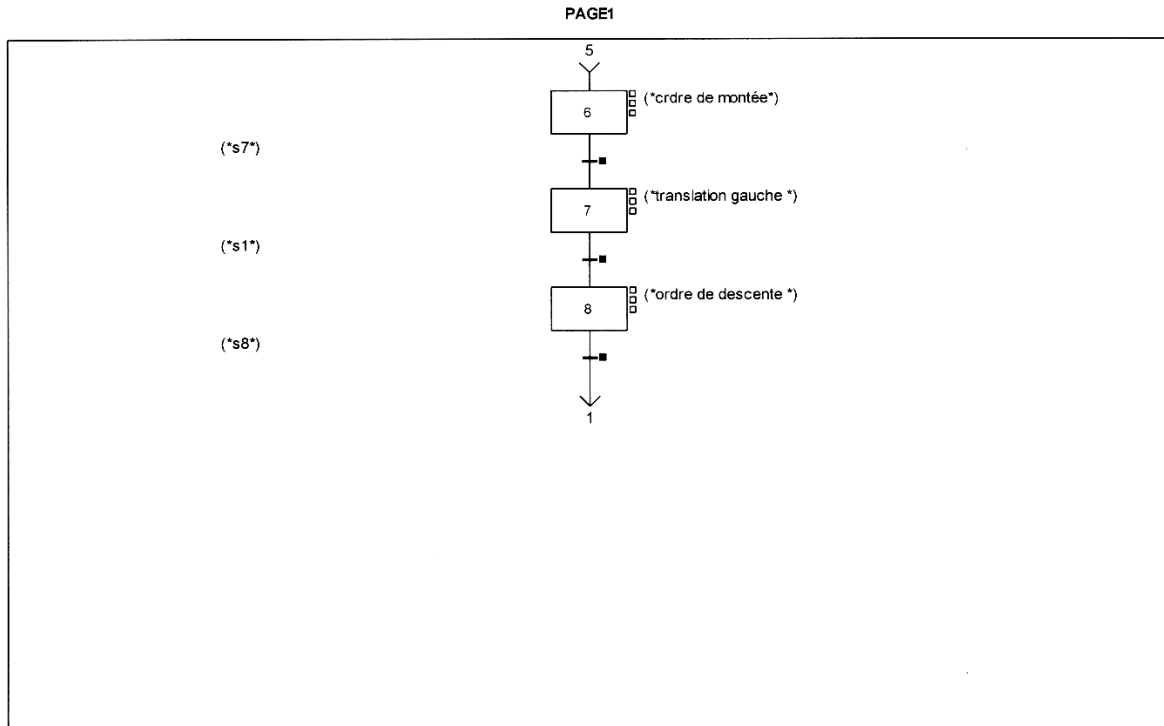 PAGE1
5
6 (*crdre de montée*)
(*s7*)
7 (*translation gauche *)
(*s1*)
8 (*ordre de descente *)
(*s8*)
1